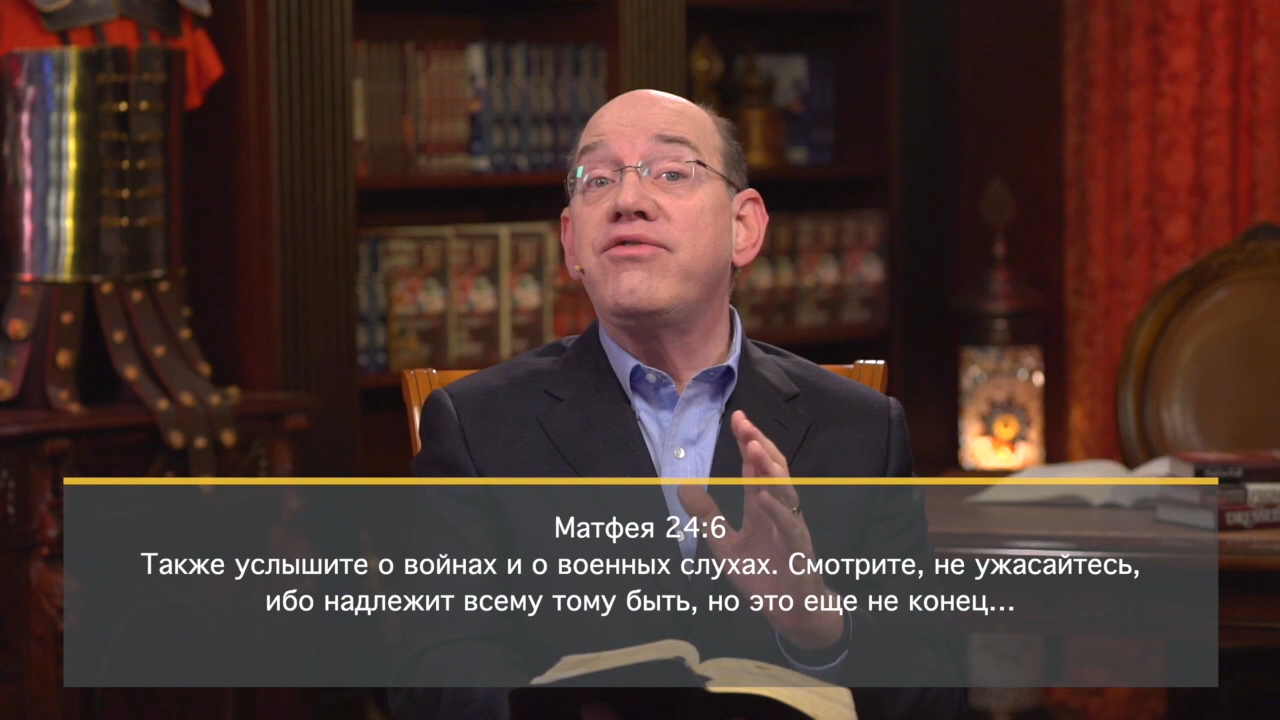 Матфея 24:6
Также услышите о войнах и о военных слухах. Смотрите, не ужасайтесь,
ибо надлежит всему тому быть, но это еще не конец...